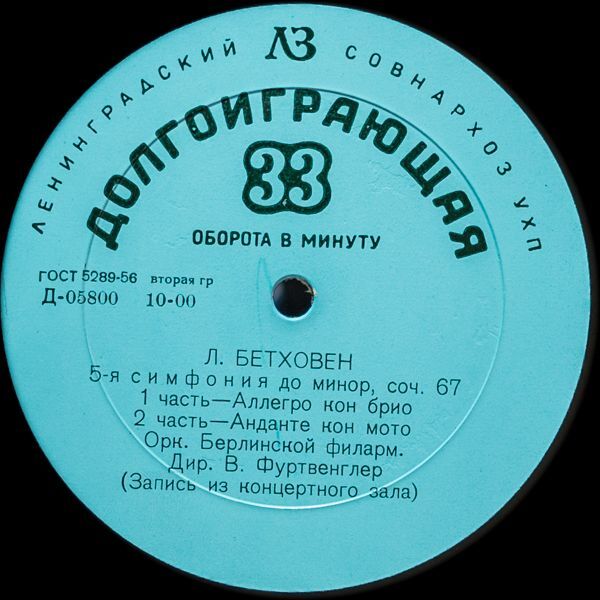 ЛЕНИНГРАДСКИЙ ЛЗ СОВНАРХОЗ УХП
ДОЛГОИГРАЮЩАЯ
33
ОБОРОТА В МИНУТУ
ГОСТ 5289-56 вторая гр
Д-05800 10-00
Л. БЕТХОВЕН
5-я симфония до минор, соч. 67
1 часть—Аллегро кон брио
2 часть—Анданте кон мото
Орк. Берлинской филарм.
Дир. В. Фуртвенглер
(Запись из концертного зала)